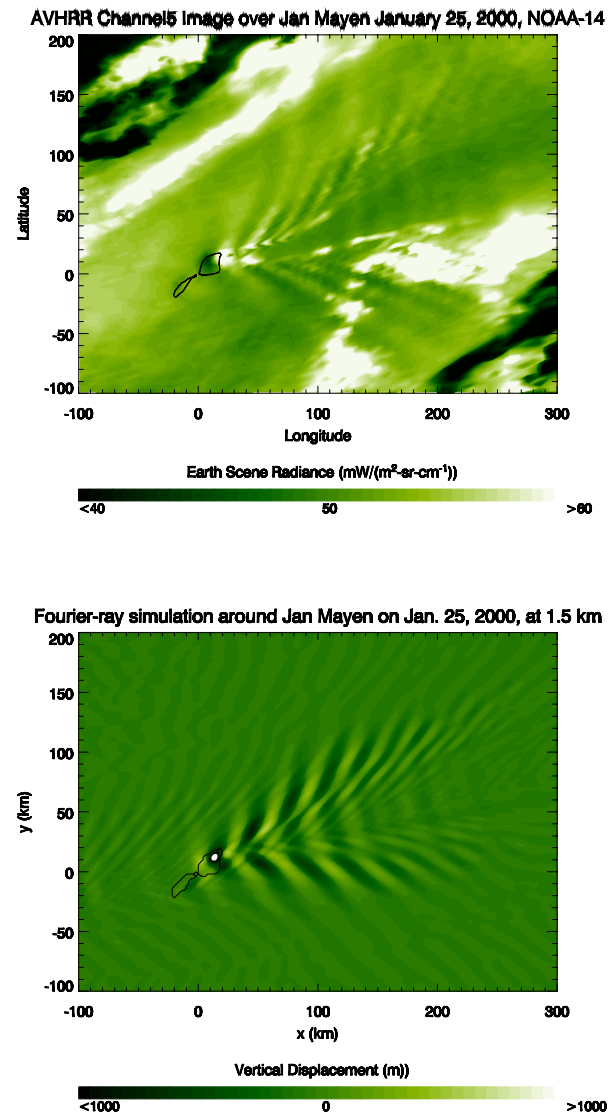 AVHRR Channel5 Image over Jan Mayen January 25, 2000, NOAA-14
200
150
100
50
0
-50
-100
Latitude
-100 0 100 200 300
Longitude
Earth Scene Radiance (mW/(m²-sr-cm⁻¹))
<40 50 >60
Fourier-ray simulation around Jan Mayen on Jan. 25, 2000, at 1.5 km
200
150
100
50
0
-50
-100
y (km)
-100 0 100 200 300
x (km)
Vertical Displacement (m))
<1000 0 >1000